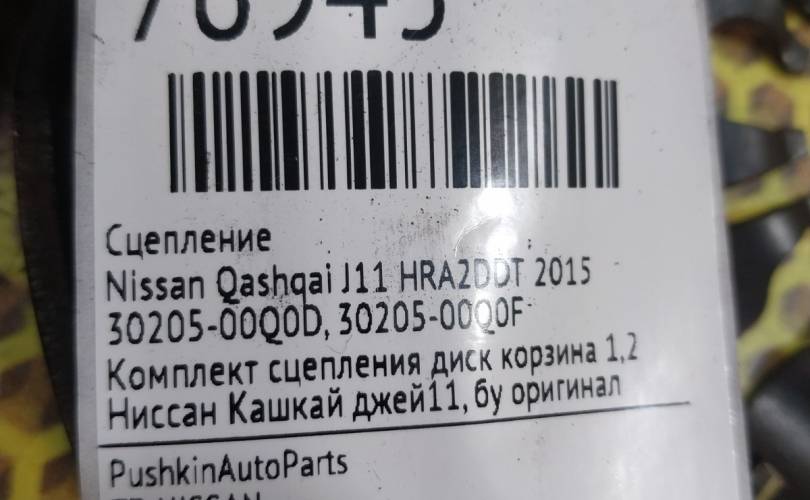 Сцепление
Nissan Qashqai J11 HRA2DDT 2015
30205-00Q0D, 30205-00Q0F
Комплект сцепления диск корзина 1,2
Ниссан Кашкай джей11, бу оригинал
PushkinAutoParts